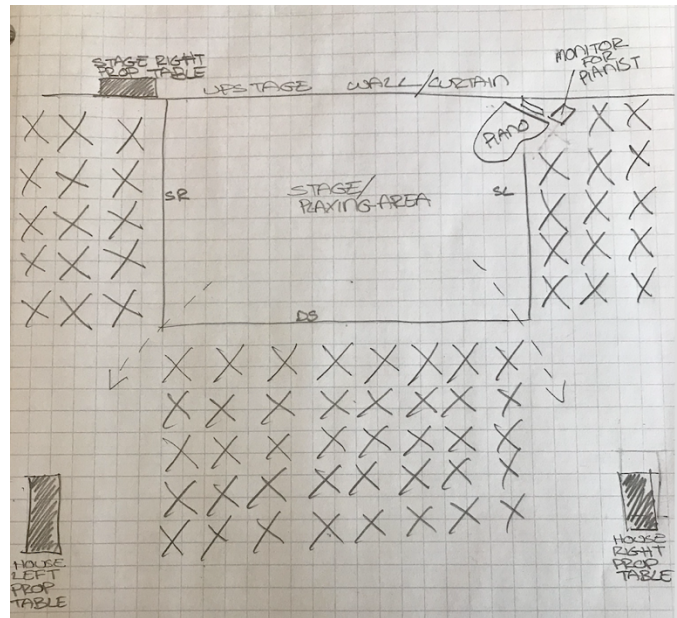 STAGE RIGHT
PROP TABLE
UPSTAGE WALL/CURTAIN
MONITOR
FOR
PIANIST
PIANO
SR
STAGE/
PLAYING AREA
SL
DS
HOUSE
LEFT
PROP
TABLE
HOUSE
RIGHT
PROP
TABLE